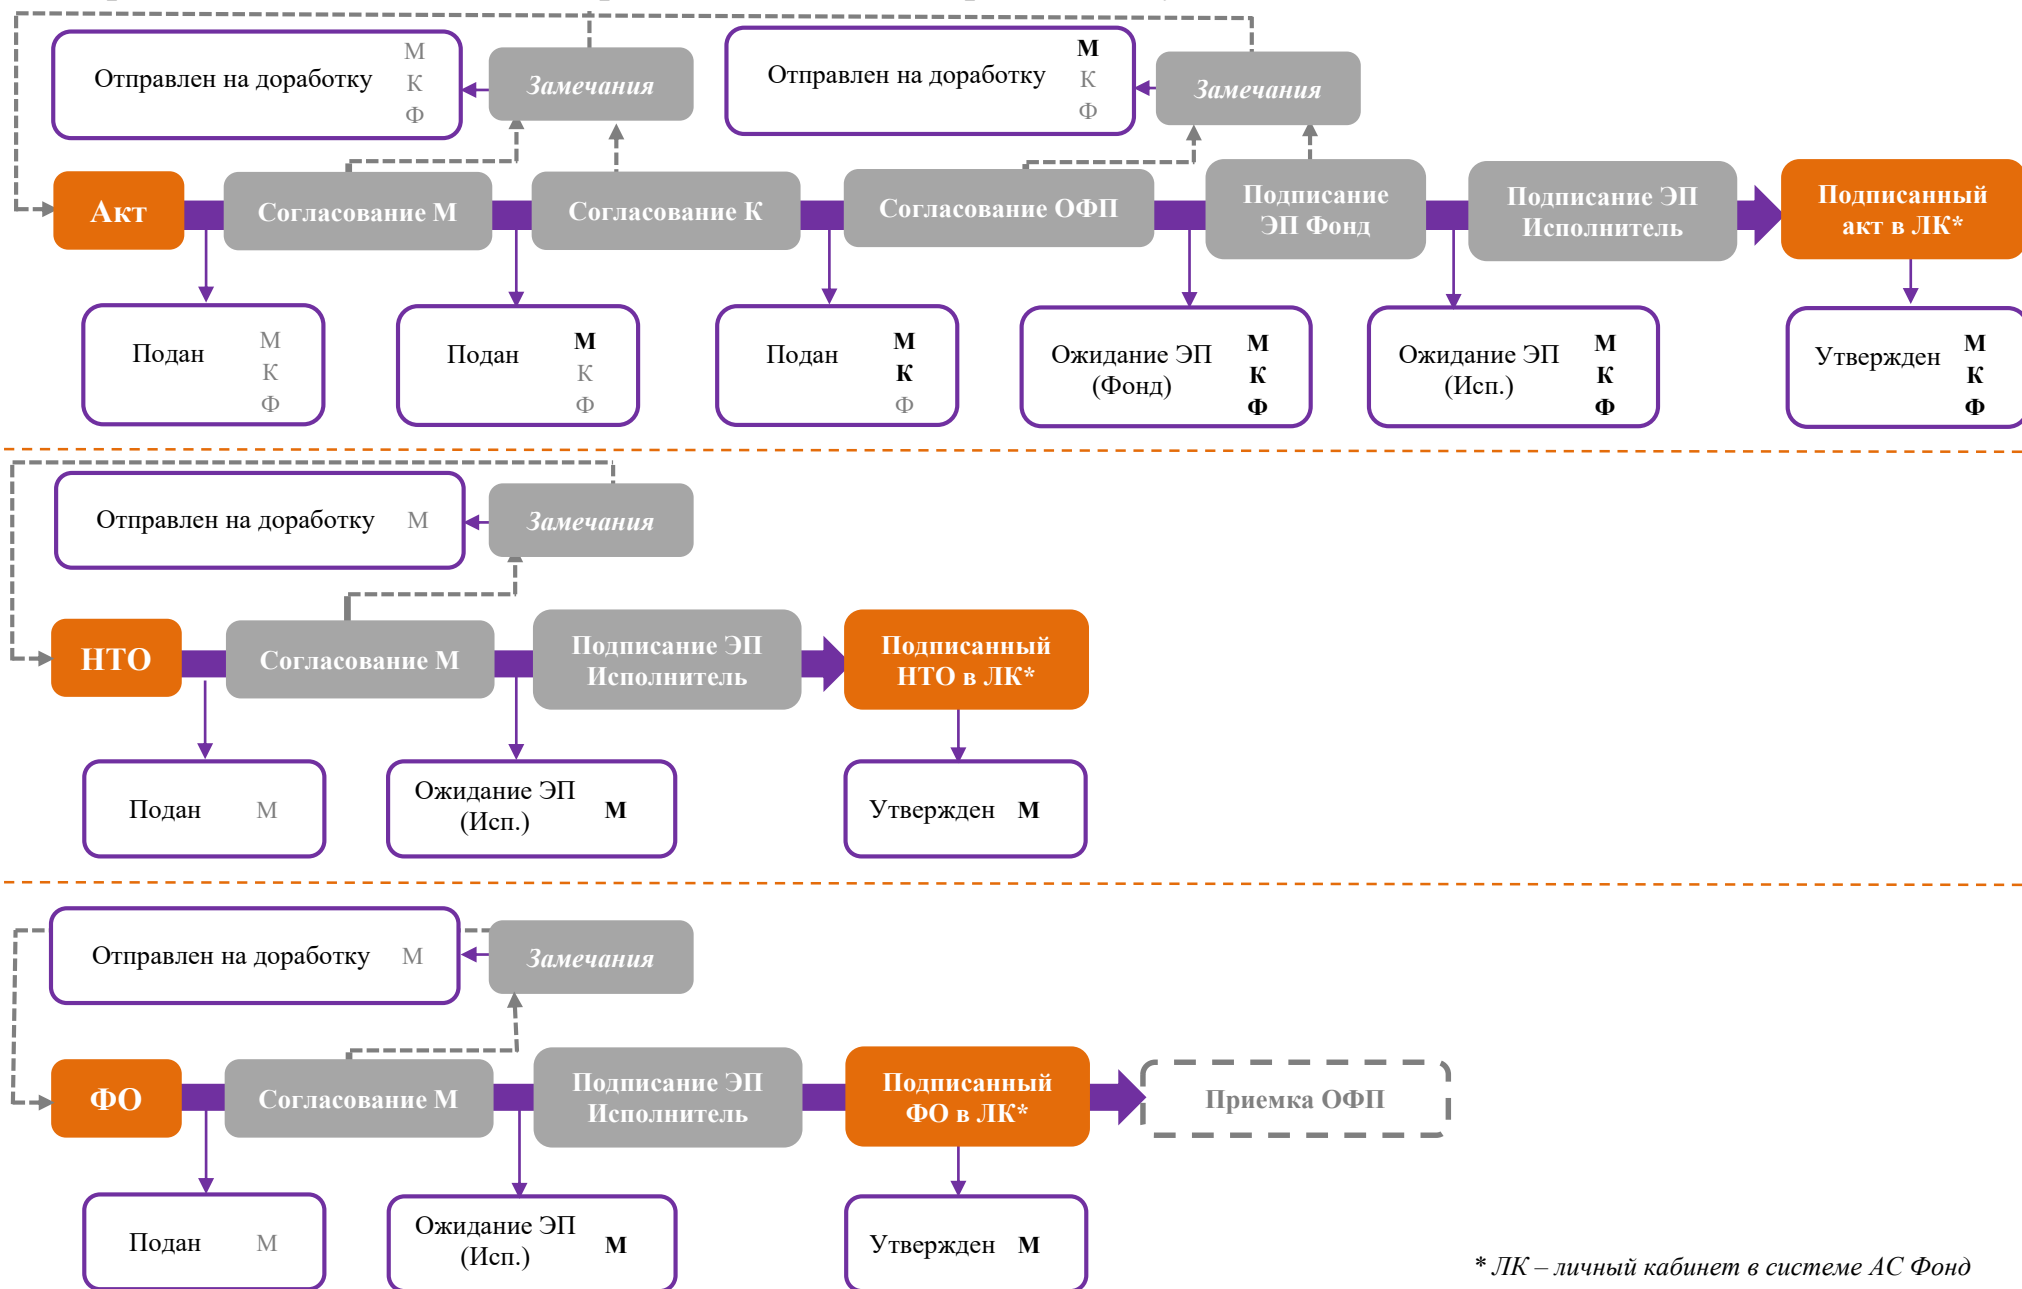 Отправлен на доработку
М
К
Ф
Замечания
Отправлен на доработку
М
К
Ф
Замечания
Акт
Согласование М
Согласование К
Согласование ОФП
Подписание
ЭП Фонд
Подписание ЭП
Исполнитель
Подписанный
акт в ЛК*
Подан
М
К
Ф
Подан
М
К
Ф
Подан
М
К
Ф
Ожидание ЭП
(Фонд)
М
К
Ф
Ожидание ЭП
(Исп.)
М
К
Ф
Утвержден
М
К
Ф
Отправлен на доработку М
Замечания
НТО
Согласование М
Подписание ЭП
Исполнитель
Подписанный
НТО в ЛК*
Подан М
Ожидание ЭП
(Исп.)
М
Утвержден М
Отправлен на доработку М
Замечания
ФО
Согласование М
Подписание ЭП
Исполнитель
Подписанный
ФО в ЛК*
Приемка ОФП
Подан М
Ожидание ЭП
(Исп.)
М
Утвержден М
* ЛК – личный кабинет в системе АС Фонд